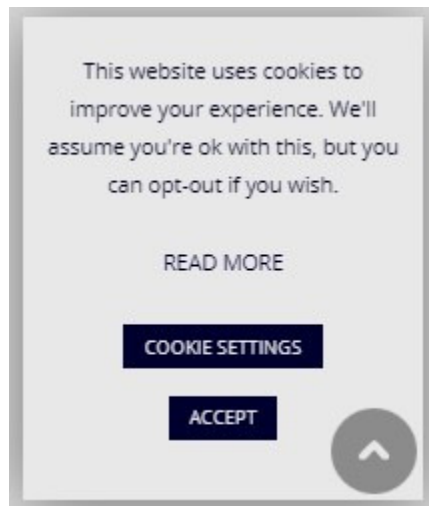 This website uses cookies to
improve your experience. We'll
assume you're ok with this, but you
can opt-out if you wish.
READ MORE
COOKIE SETTINGS
ACCEPT